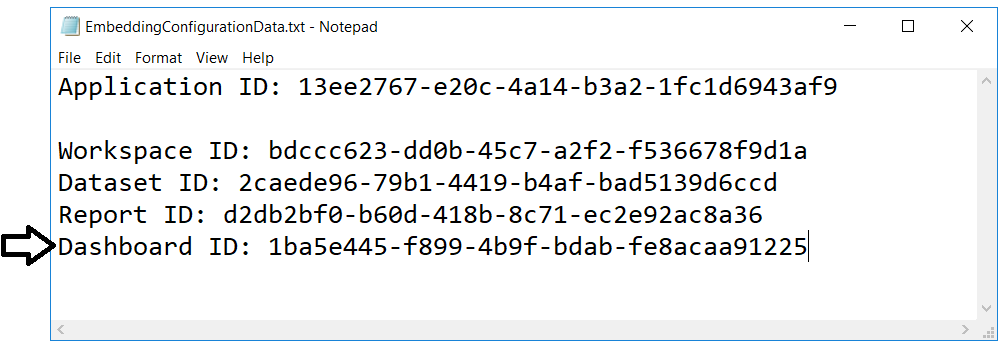 EmbeddingConfigurationData.txt - Notepad
File Edit Format View Help
Application ID: 13ee2767-e20c-4a14-b3a2-1fc1d6943af9
Workspace ID: bdccc623-dd0b-45c7-a2f2-f536678f9d1a
Dataset ID: 2caede96-79b1-4419-b4af-bad5139d6ccd
Report ID: d2db2bf0-b60d-418b-8c71-ec2e92ac8a36
Dashboard ID: 1ba5e445-f899-4b9f-bdab-fe8acaa91225